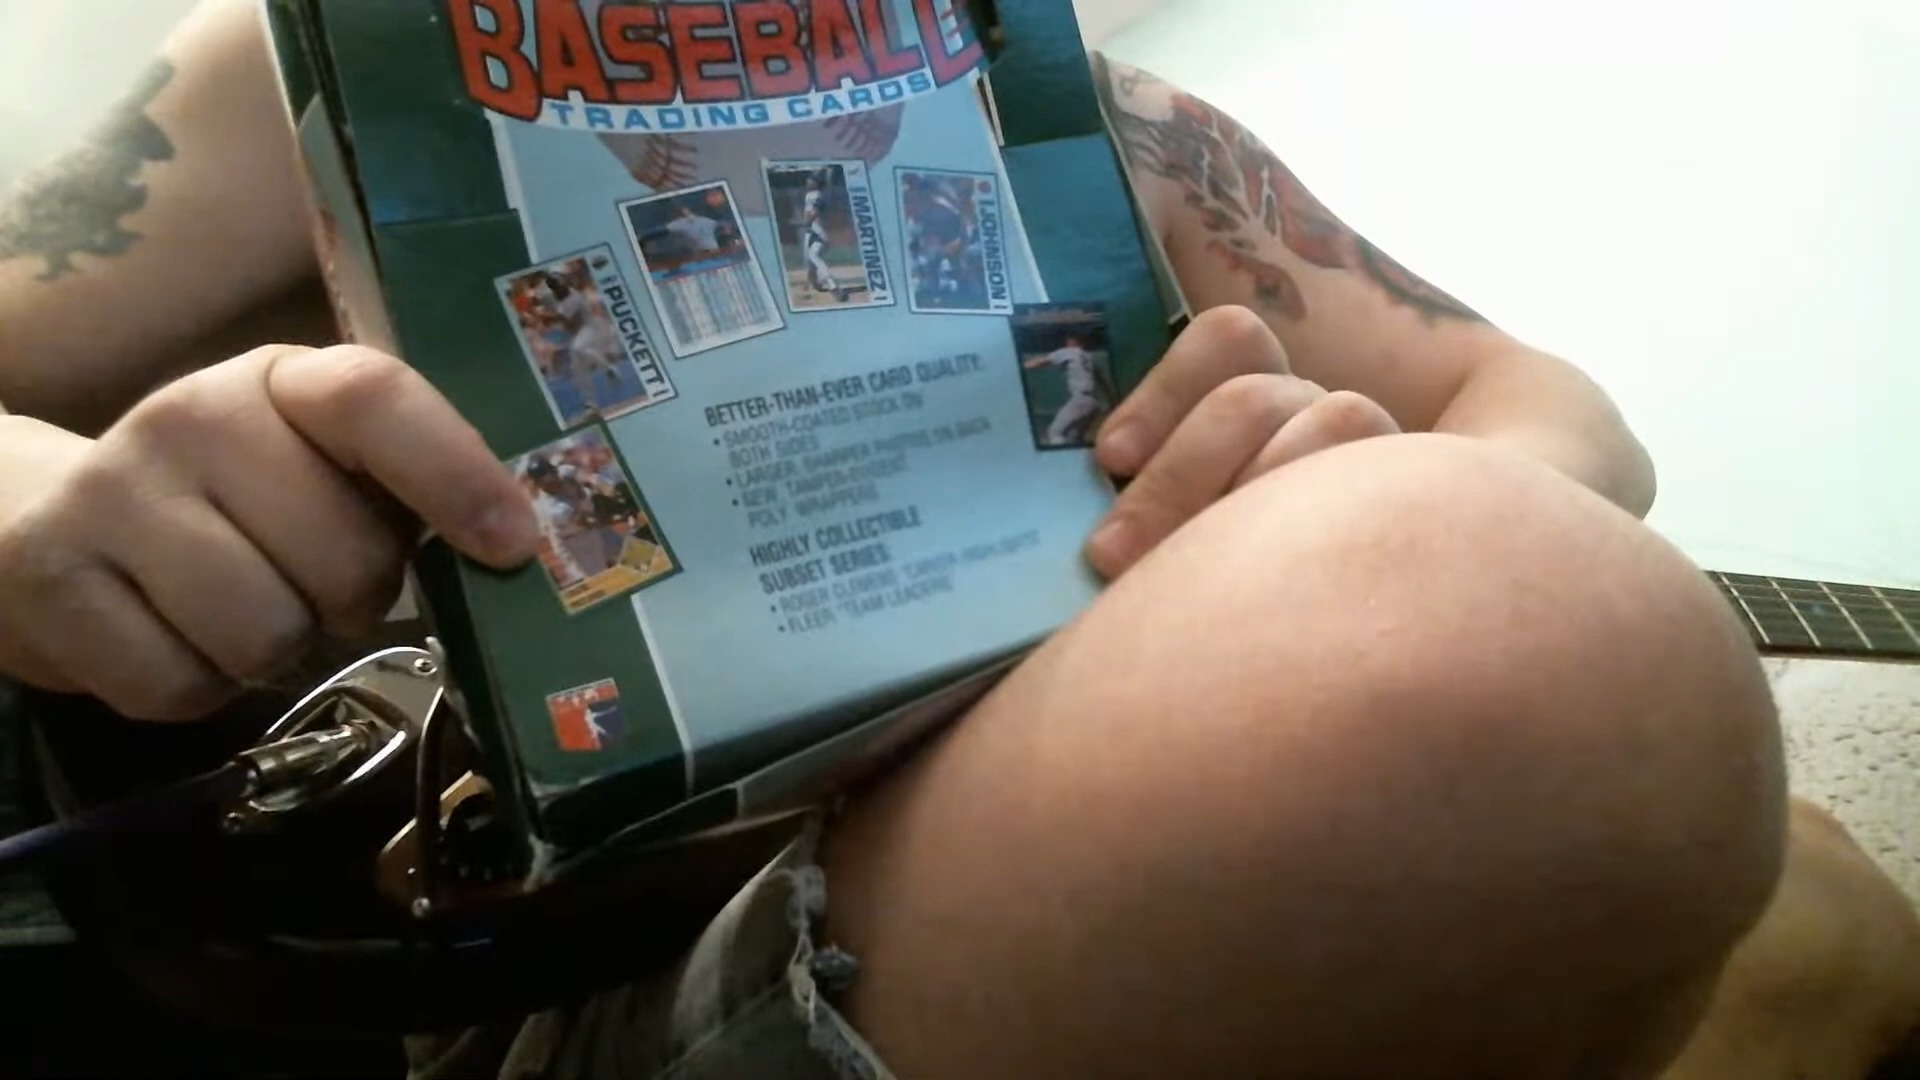 BASEBALL
TRADING CARDS
PUCKETT
MARTINEZ
JOHNSON
BETTER-THAN-EVER CARD QUALITY:
• SMOOTH-COATED STOCK ON
BOTH SIDES
• LARGER, SHARPER PHOTOS ON BACK
• NEW, TAMPER-EVIDENT
POLY WRAPPERS
HIGHLY COLLECTIBLE
SUBSET SERIES:
• ROGER CLEMENS "CAREER HIGHLIGHTS"
• FLEER "TEAM LEADERS"